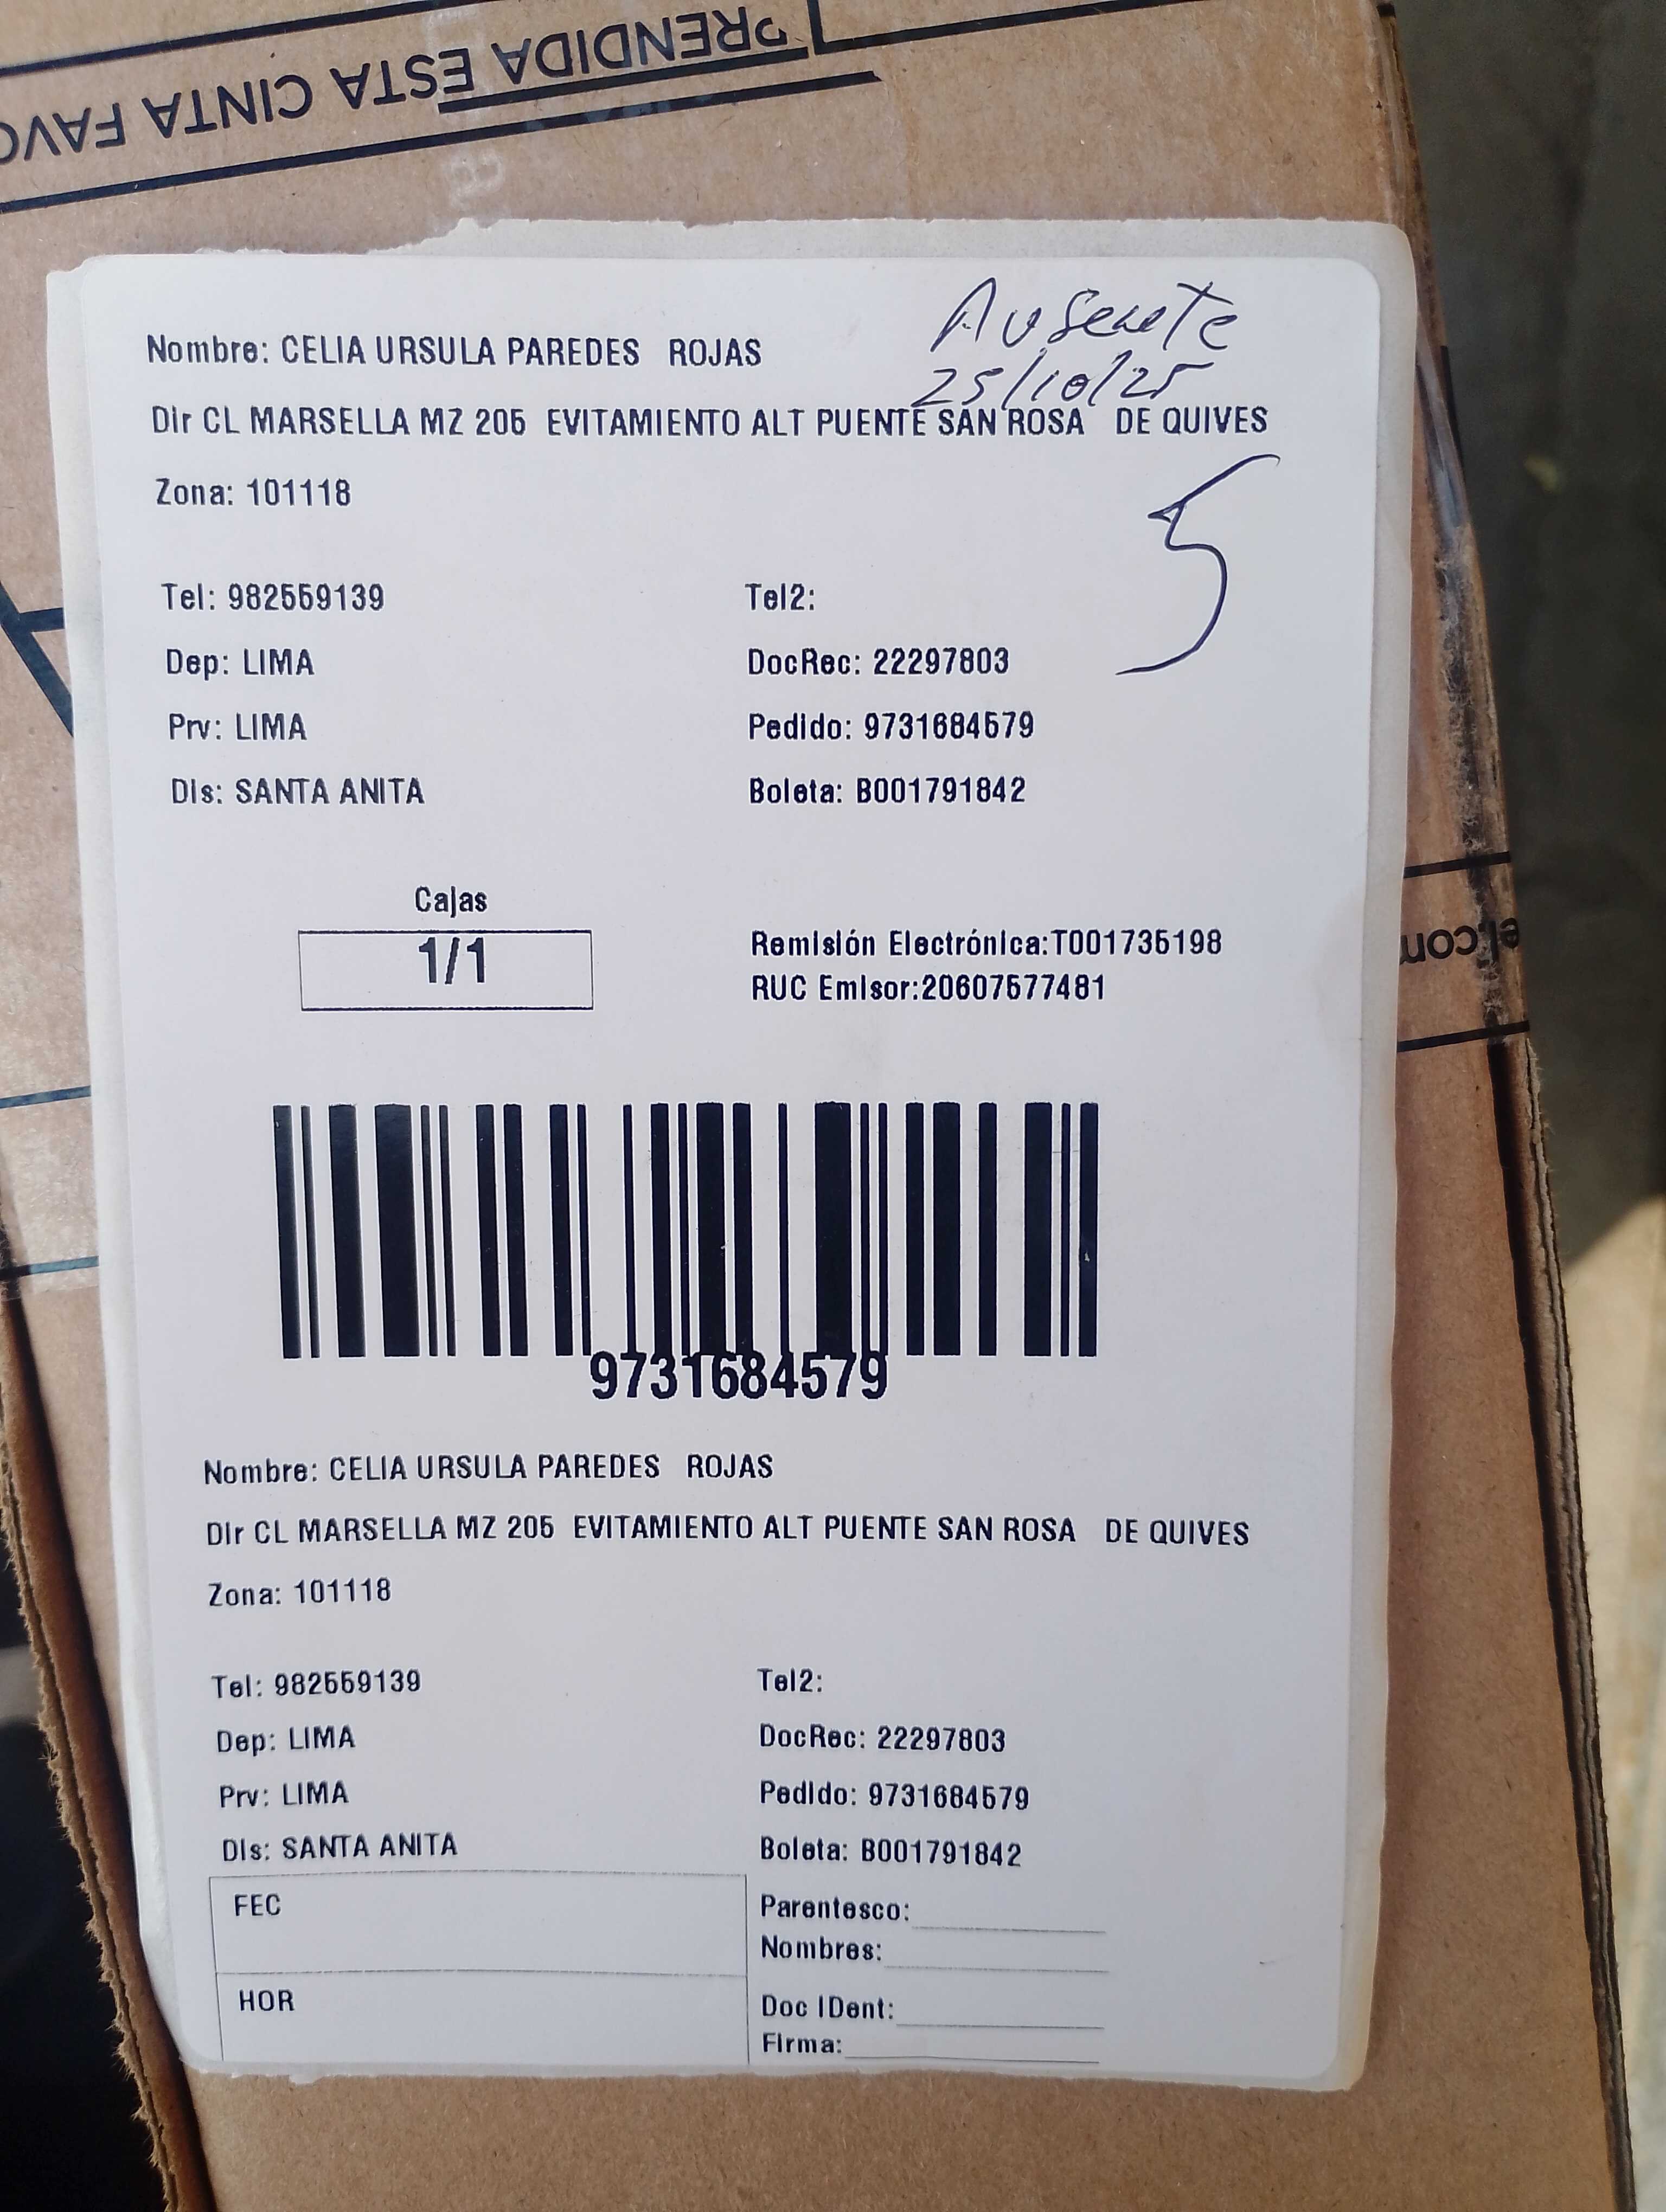 PRENDIDA ESTA CINTA FAVO
Ausente
25/10/25
Nombre: CELIA URSULA PAREDES ROJAS
Dir CL MARSELLA MZ 205 EVITAMIENTO ALT PUENTE SAN ROSA DE QUIVES
Zona: 101118
5
Tel: 982559139 Tel2:
Dep: LIMA DocRec: 22297803
Prv: LIMA Pedido: 9731684579
Dis: SANTA ANITA Boleta: B001791842
Cajas
1/1
Remisión Electrónica:T001735198
RUC Emisor:20607577481
el.com
9731684579
Nombre: CELIA URSULA PAREDES ROJAS
Dir CL MARSELLA MZ 205 EVITAMIENTO ALT PUENTE SAN ROSA DE QUIVES
Zona: 101118
Tel: 982559139 Tel2:
Dep: LIMA DocRec: 22297803
Prv: LIMA Pedido: 9731684579
Dis: SANTA ANITA Boleta: B001791842
FEC
Parentesco:
Nombres:
HOR
Doc IDent:
Firma: